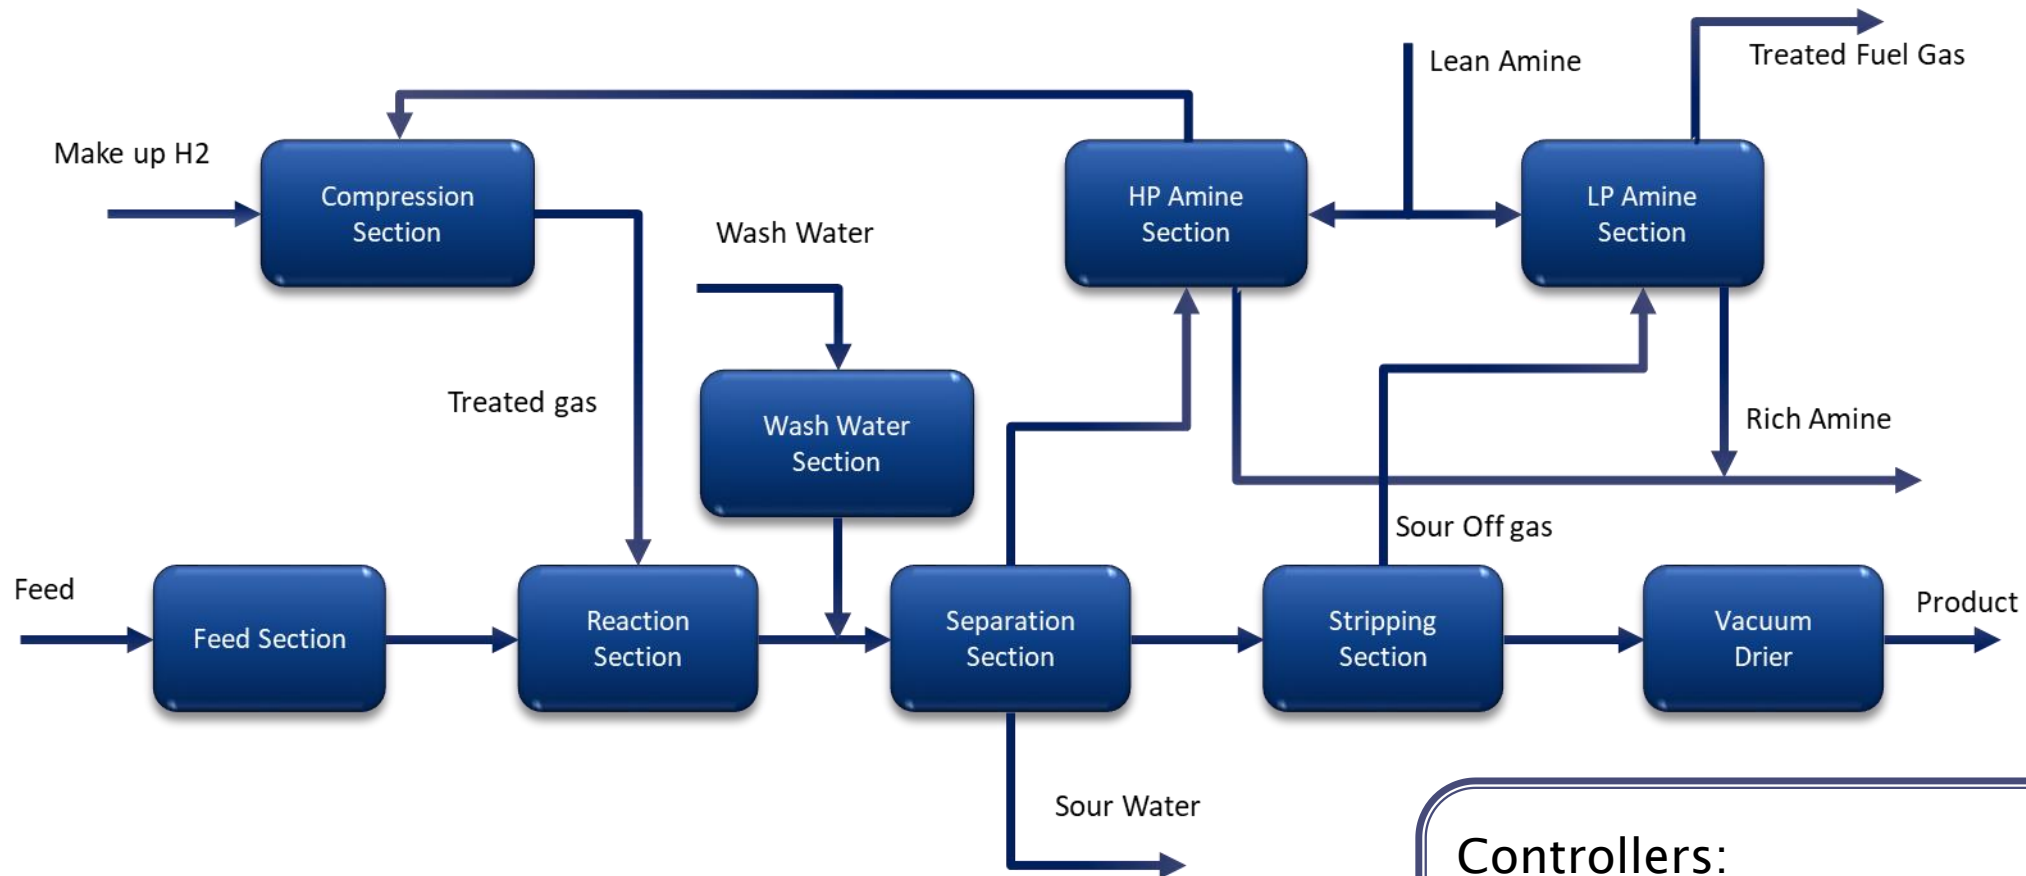 Lean Amine
Treated Fuel Gas
Make up H2
Compression
Section
HP Amine
Section
LP Amine
Section
Wash Water
Treated gas
Wash Water
Section
Rich Amine
Sour Off gas
Feed
Feed Section
Reaction
Section
Separation
Section
Stripping
Section
Vacuum
Drier
Product
Sour Water
Controllers: